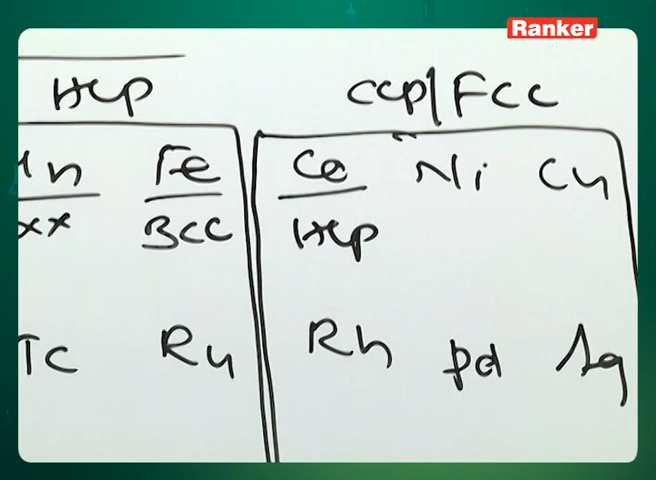 Ranker
HCP CCP/FCC
n Fe Co Ni Cu
xx BCC HCP
Tc Ru Rh Pd Ag